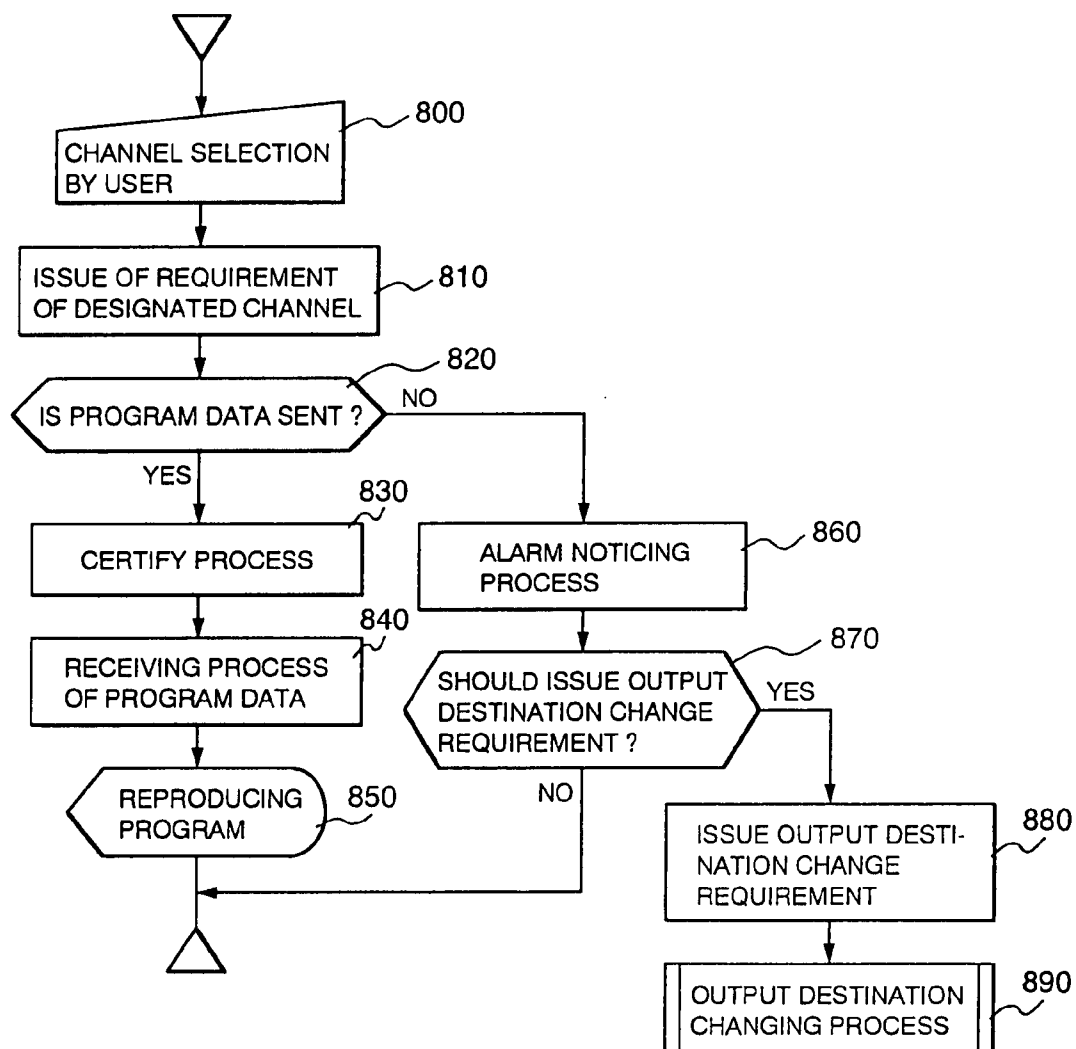 800
CHANNEL SELECTION
BY USER
ISSUE OF REQUIREMENT
OF DESIGNATED CHANNEL
810
820
IS PROGRAM DATA SENT ?
NO
YES
830
CERTIFY PROCESS
ALARM NOTICING
PROCESS
860
840
RECEIVING PROCESS
OF PROGRAM DATA
870
SHOULD ISSUE OUTPUT
DESTINATION CHANGE
REQUIREMENT ?
YES
NO
REPRODUCING
PROGRAM
850
ISSUE OUTPUT DESTI-
NATION CHANGE
REQUIREMENT
880
OUTPUT DESTINATION
CHANGING PROCESS
890